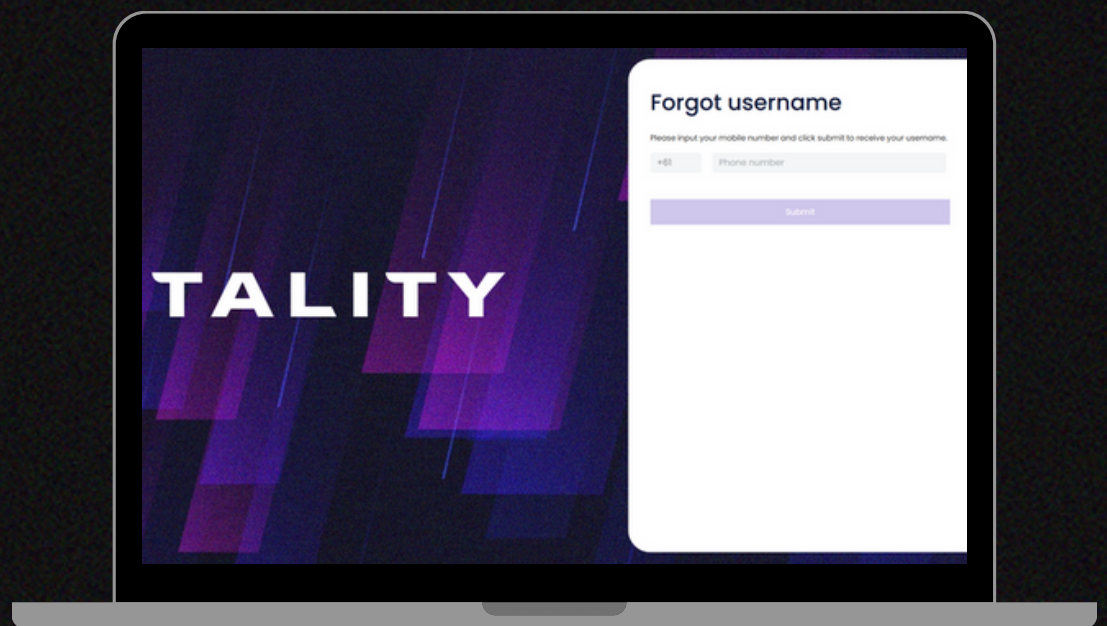 Forgot username
Please input your mobile number and click submit to receive your username.
+61 Phone number
Submit
TALITY